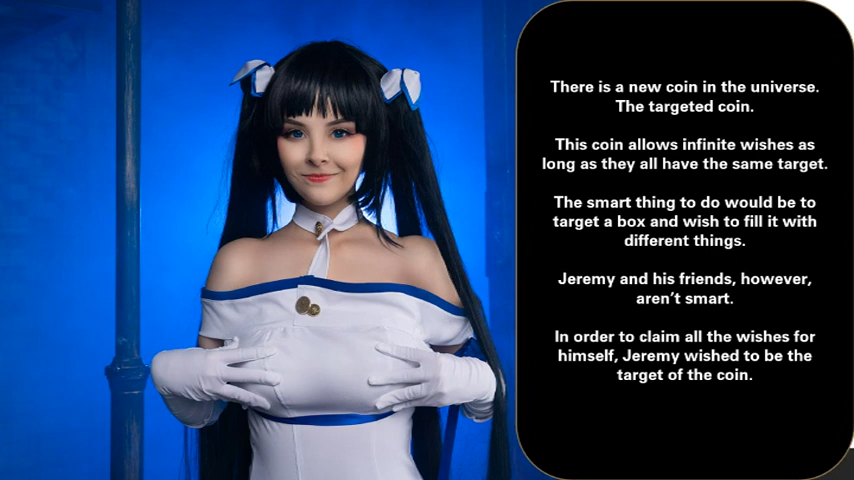 There is a new coin in the universe.
The targeted coin.
This coin allows infinite wishes as
long as they all have the same target.
The smart thing to do would be to
target a box and wish to fill it with
different things.
Jeremy and his friends, however,
aren’t smart.
In order to claim all the wishes for
himself, Jeremy wished to be the
target of the coin.